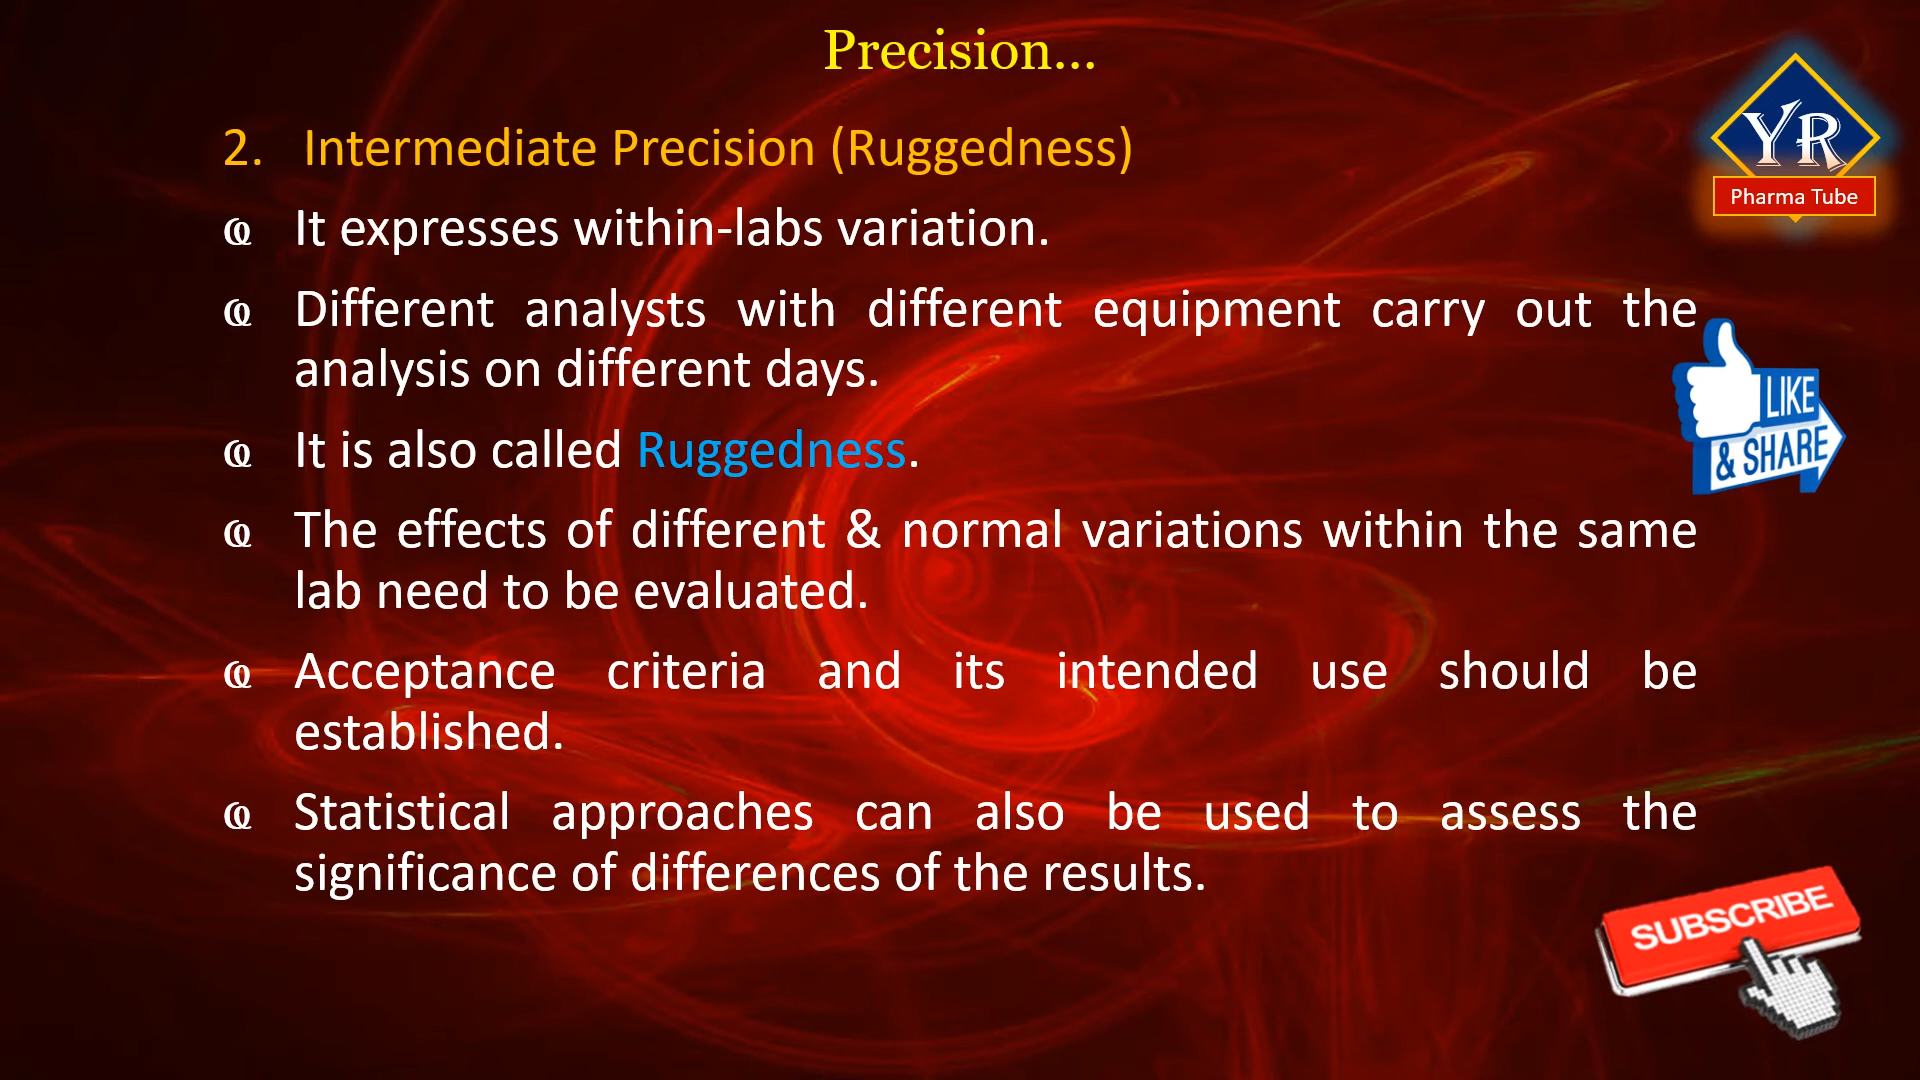 Precision...
2. Intermediate Precision (Ruggedness)
It expresses within-labs variation.
Different analysts with different equipment carry out the
analysis on different days.
It is also called Ruggedness.
The effects of different & normal variations within the same
lab need to be evaluated.
Acceptance criteria and its intended use should be
established.
Statistical approaches can also be used to assess the
significance of differences of the results.
YR
Pharma Tube
LIKE
& SHARE
SUBSCRIBE